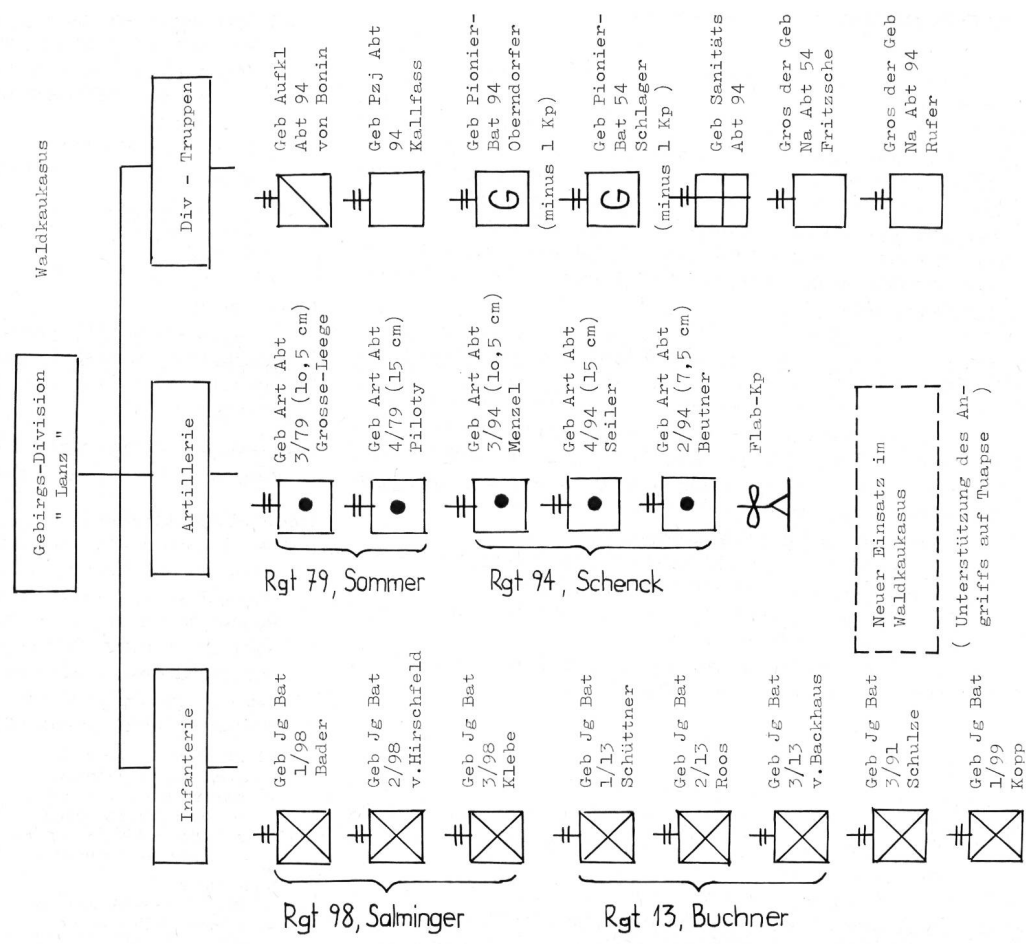 Waldkaukasus
Gebirgs-Division
" Lanz "
Infanterie
Geb Jg Bat
1/98
Bader
Geb Jg Bat
2/98
v.Hirschfeld
Geb Jg Bat
3/98
Klebe
Rgt 98, Salminger
Geb Jg Bat
1/13
Schüttner
Geb Jg Bat
2/13
Roos
Geb Jg Bat
3/13
v.Backhaus
Rgt 13, Buchner
Geb Jg Bat
3/91
Schulze
Geb Jg Bat
1/99
Kopp
Artillerie
Geb Art Abt
3/79 (lo,5 cm)
Grosse-Leege
Geb Art Abt
4/79 (15 cm)
Piloty
Rgt 79, Sommer
Geb Art Abt
3/94 (lo,5 cm)
Menzel
Geb Art Abt
4/94 (15 cm)
Seiler
Geb Art Abt
2/94 (7,5 cm)
Beutner
Rgt 94, Schenck
Flab-Kp
Div - Truppen
Geb Aufkl
Abt 94
von Bonin
Geb Pzj Abt
94
Kallfass
Geb Pionier-
Bat 94
Oberndorfer
G
(minus 1 Kp)
Geb Pionier-
Bat 54
Schlager
G
(minus 1 Kp )
Geb Sanitäts
Abt 94
Gros der Geb
Na Abt 54
Fritzsche
Gros der Geb
Na Abt 94
Rufer
Neuer Einsatz im
Waldkaukasus
( Unterstützung des An-
griffs auf Tuapse )